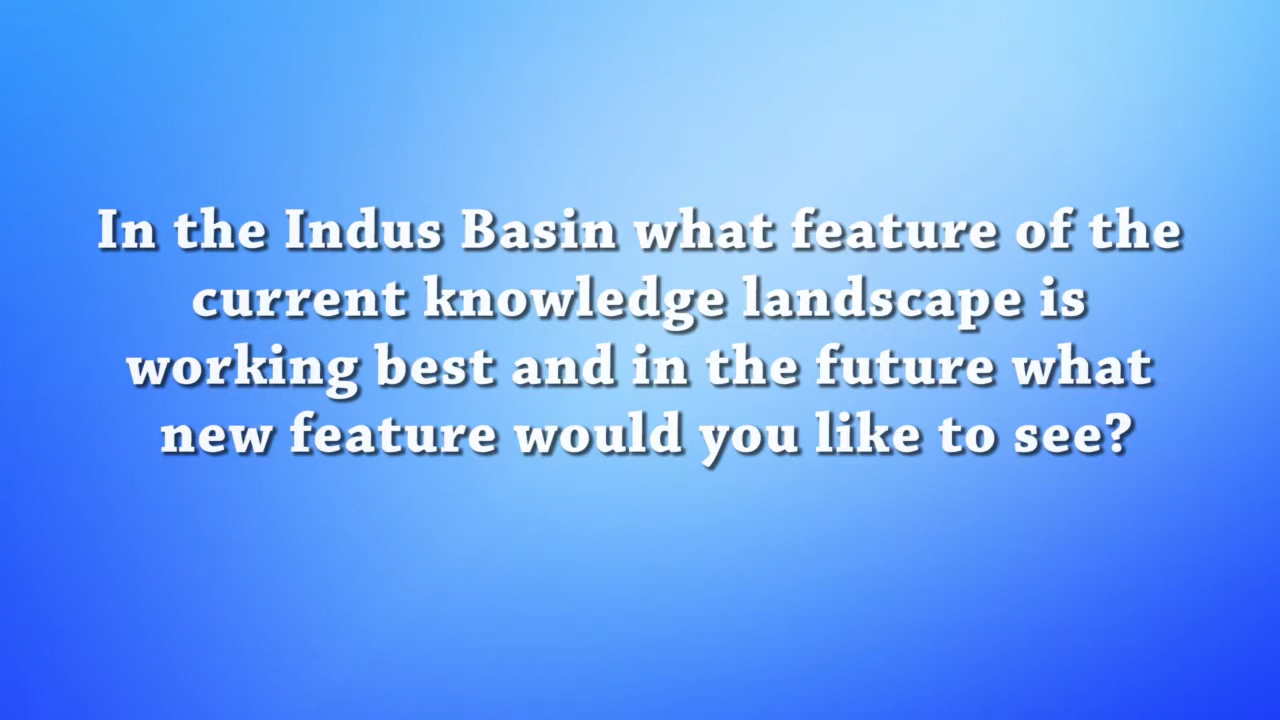 In the Indus Basin what feature of the
current knowledge landscape is
working best and in the future what
new feature would you like to see?